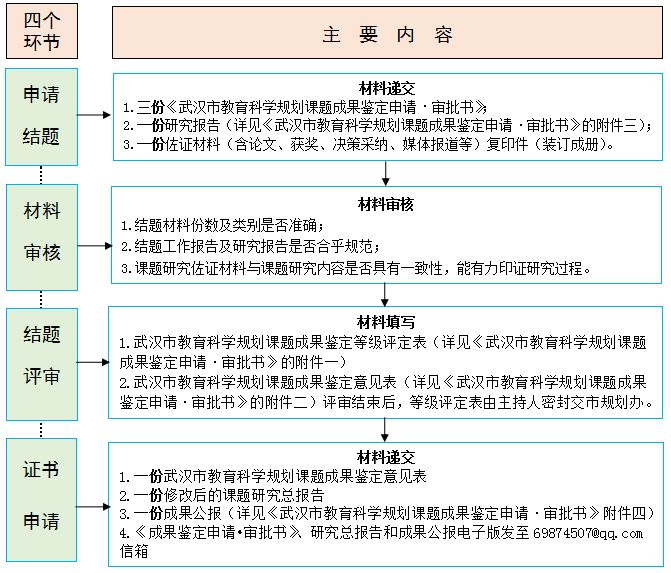 四个
环节
主 要 内 容
申请
结题
材料递交
1.三份《武汉市教育科学规划课题成果鉴定申请·审批书》；
2.一份研究报告（详见《武汉市教育科学规划课题成果鉴定申请·审批书》的附件三）；
3.一份佐证材料（含论文、获奖、决策采纳、媒体报道等）复印件（装订成册）。
材料
审核
材料审核
1.结题材料份数及类别是否准确；
2.结题工作报告及研究报告是否合乎规范；
3.课题研究佐证材料与课题研究内容是否具有一致性，能有力印证研究过程。
结题
评审
材料填写
1.武汉市教育科学规划课题成果鉴定等级评定表（详见《武汉市教育科学规划课题
成果鉴定申请·审批书》的附件一）
2.武汉市教育科学规划课题成果鉴定意见表（详见《武汉市教育科学规划课题成果
鉴定申请·审批书》的附件二）评审结束后，等级评定表由主持人密封交市规划办。
证书
申请
材料递交
1.一份武汉市教育科学规划课题成果鉴定意见表
2.一份修改后的课题研究总报告
3.一份成果公报（详见《武汉市教育科学规划课题成果鉴定申请·审批书》附件四）
4.《成果鉴定申请•审批书》、研究总报告和成果公报电子版发至69874507@qq.com
信箱